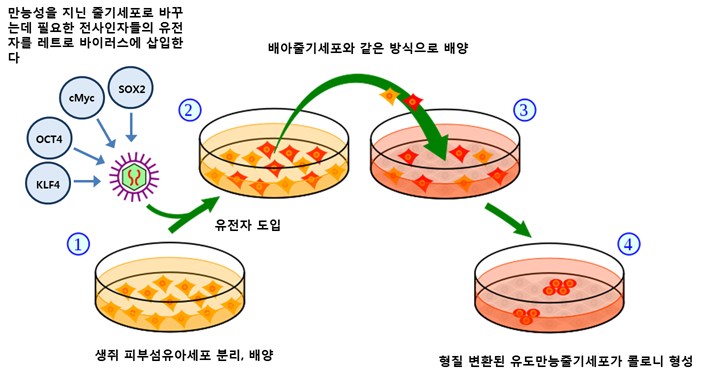 만능성을 지닌 줄기세포로 바꾸
는데 필요한 전사인자들의 유전
자를 레트로 바이러스에 삽입한
다
배아줄기세포와 같은 방식으로 배양
SOX2
cMyc
OCT4
KLF4
②
③
유전자 도입
①
④
생쥐 피부섬유아세포 분리, 배양
형질 변환된 유도만능줄기세포가 콜로니 형성